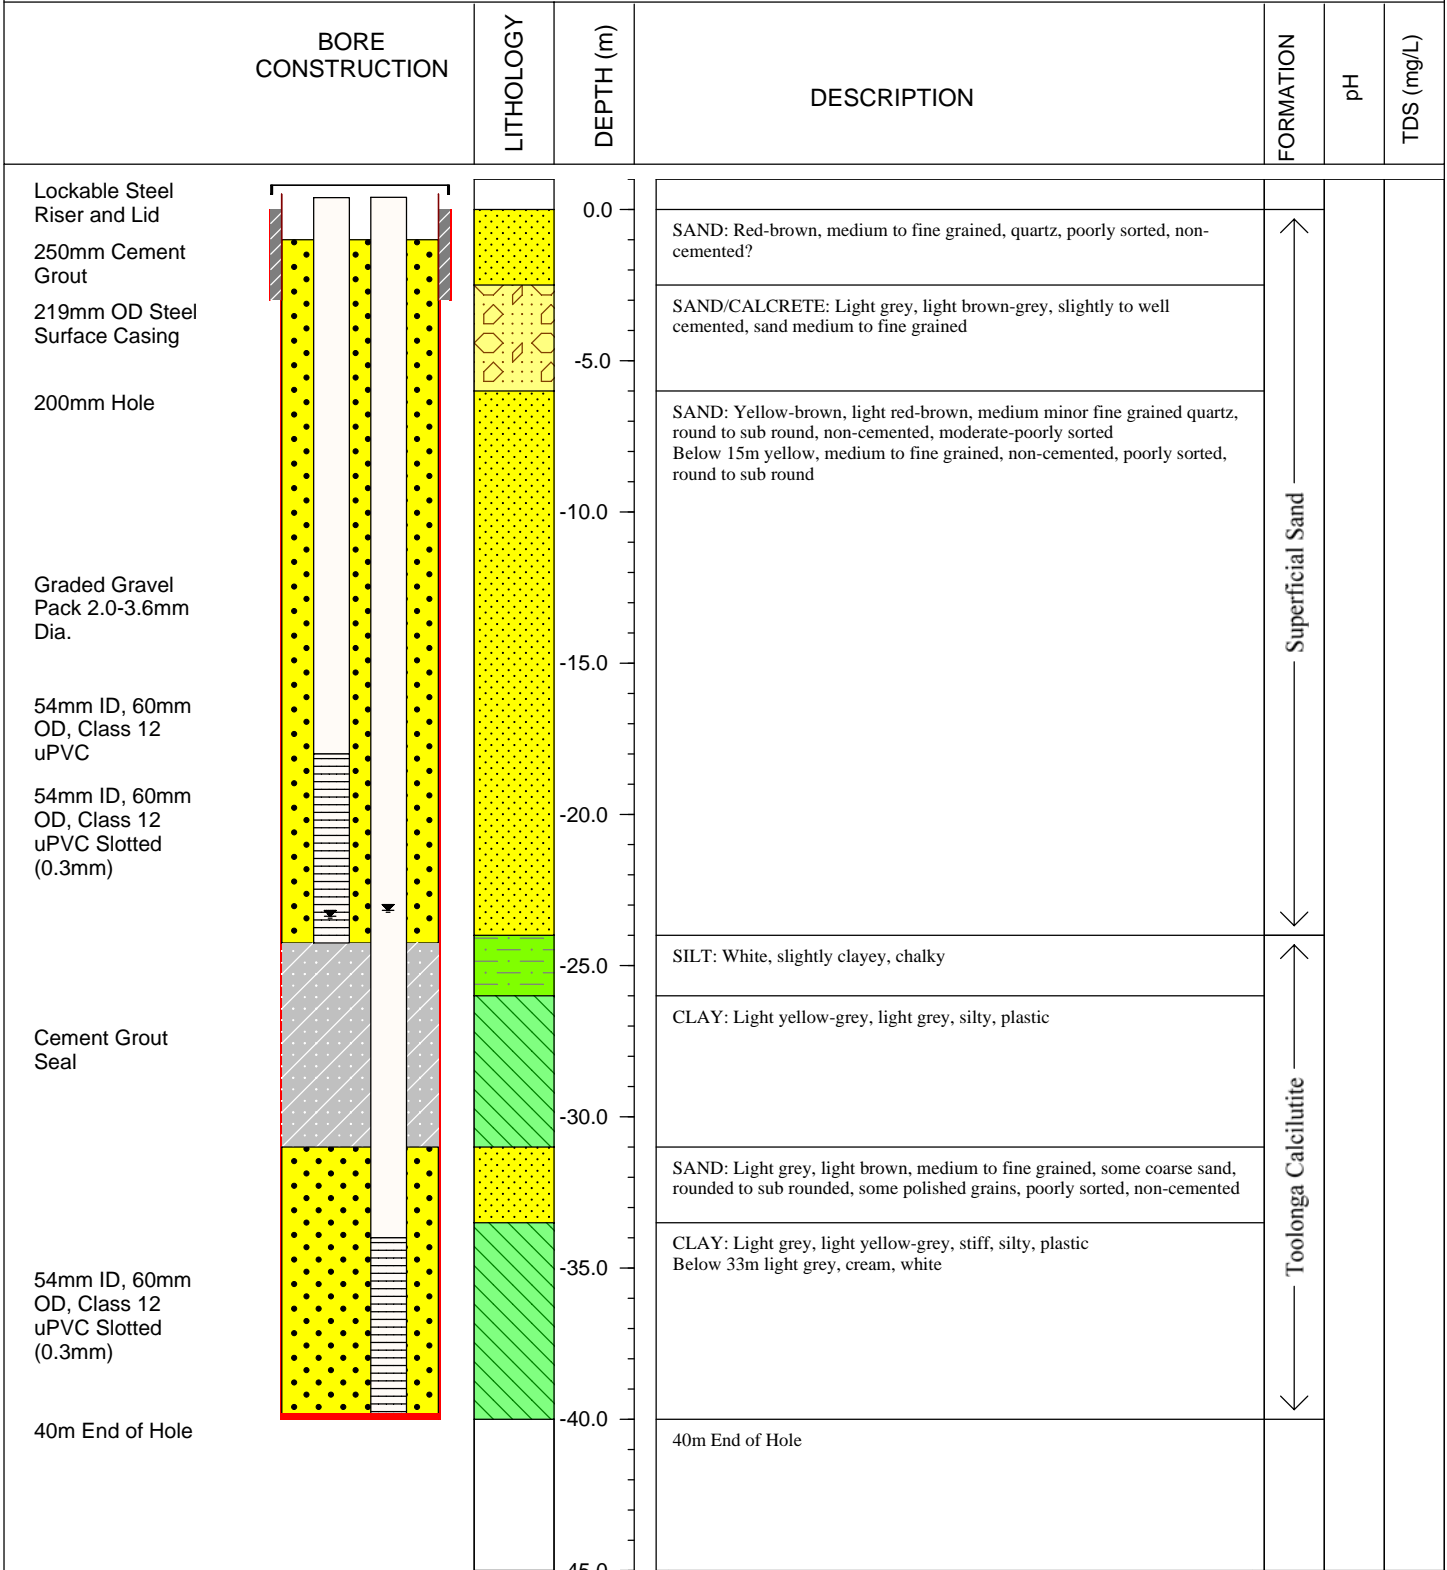 BORE
CONSTRUCTION
LITHOLOGY
DEPTH (m)
DESCRIPTION
FORMATION
pH
TDS (mg/L)
Lockable Steel
Riser and Lid
250mm Cement
Grout
219mm OD Steel
Surface Casing
200mm Hole
Graded Gravel
Pack 2.0-3.6mm
Dia.
54mm ID, 60mm
OD, Class 12
uPVC
54mm ID, 60mm
OD, Class 12
uPVC Slotted
(0.3mm)
Cement Grout
Seal
54mm ID, 60mm
OD, Class 12
uPVC Slotted
(0.3mm)
40m End of Hole
0.0
-5.0
-10.0
-15.0
-20.0
-25.0
-30.0
-35.0
-40.0
SAND: Red-brown, medium to fine grained, quartz, poorly sorted, non-
cemented?
SAND/CALCRETE: Light grey, light brown-grey, slightly to well
cemented, sand medium to fine grained
SAND: Yellow-brown, light red-brown, medium minor fine grained quartz,
round to sub round, non-cemented, moderate-poorly sorted
Below 15m yellow, medium to fine grained, non-cemented, poorly sorted,
round to sub round
SILT: White, slightly clayey, chalky
CLAY: Light yellow-grey, light grey, silty, plastic
SAND: Light grey, light brown, medium to fine grained, some coarse sand,
rounded to sub rounded, some polished grains, poorly sorted, non-cemented
CLAY: Light grey, light yellow-grey, stiff, silty, plastic
Below 33m light grey, cream, white
40m End of Hole
Superficial Sand
Toolonga Calcilutite